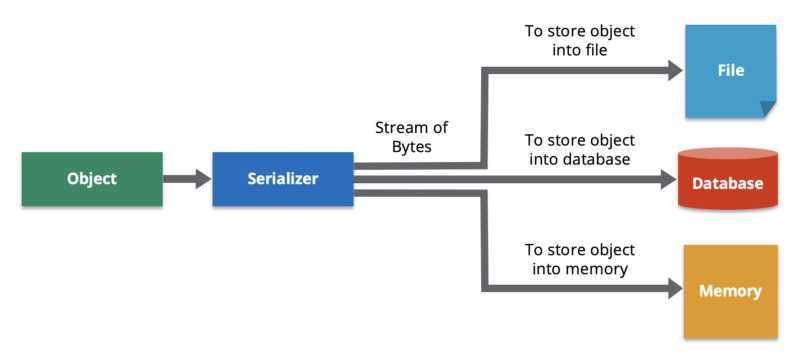 To store object
into file
File
Stream of
Bytes
To store object
into database
Object
Serializer
Database
To store object
into memory
Memory